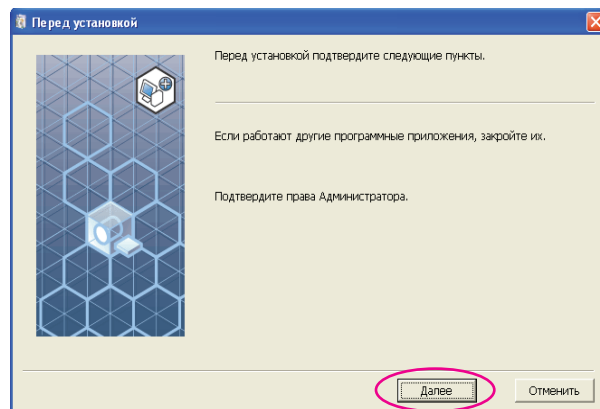 Перед установкой
Перед установкой подтвердите следующие пункты.
Если работают другие программные приложения, закройте их.
Подтвердите права Администратора.
Далее
Отменить